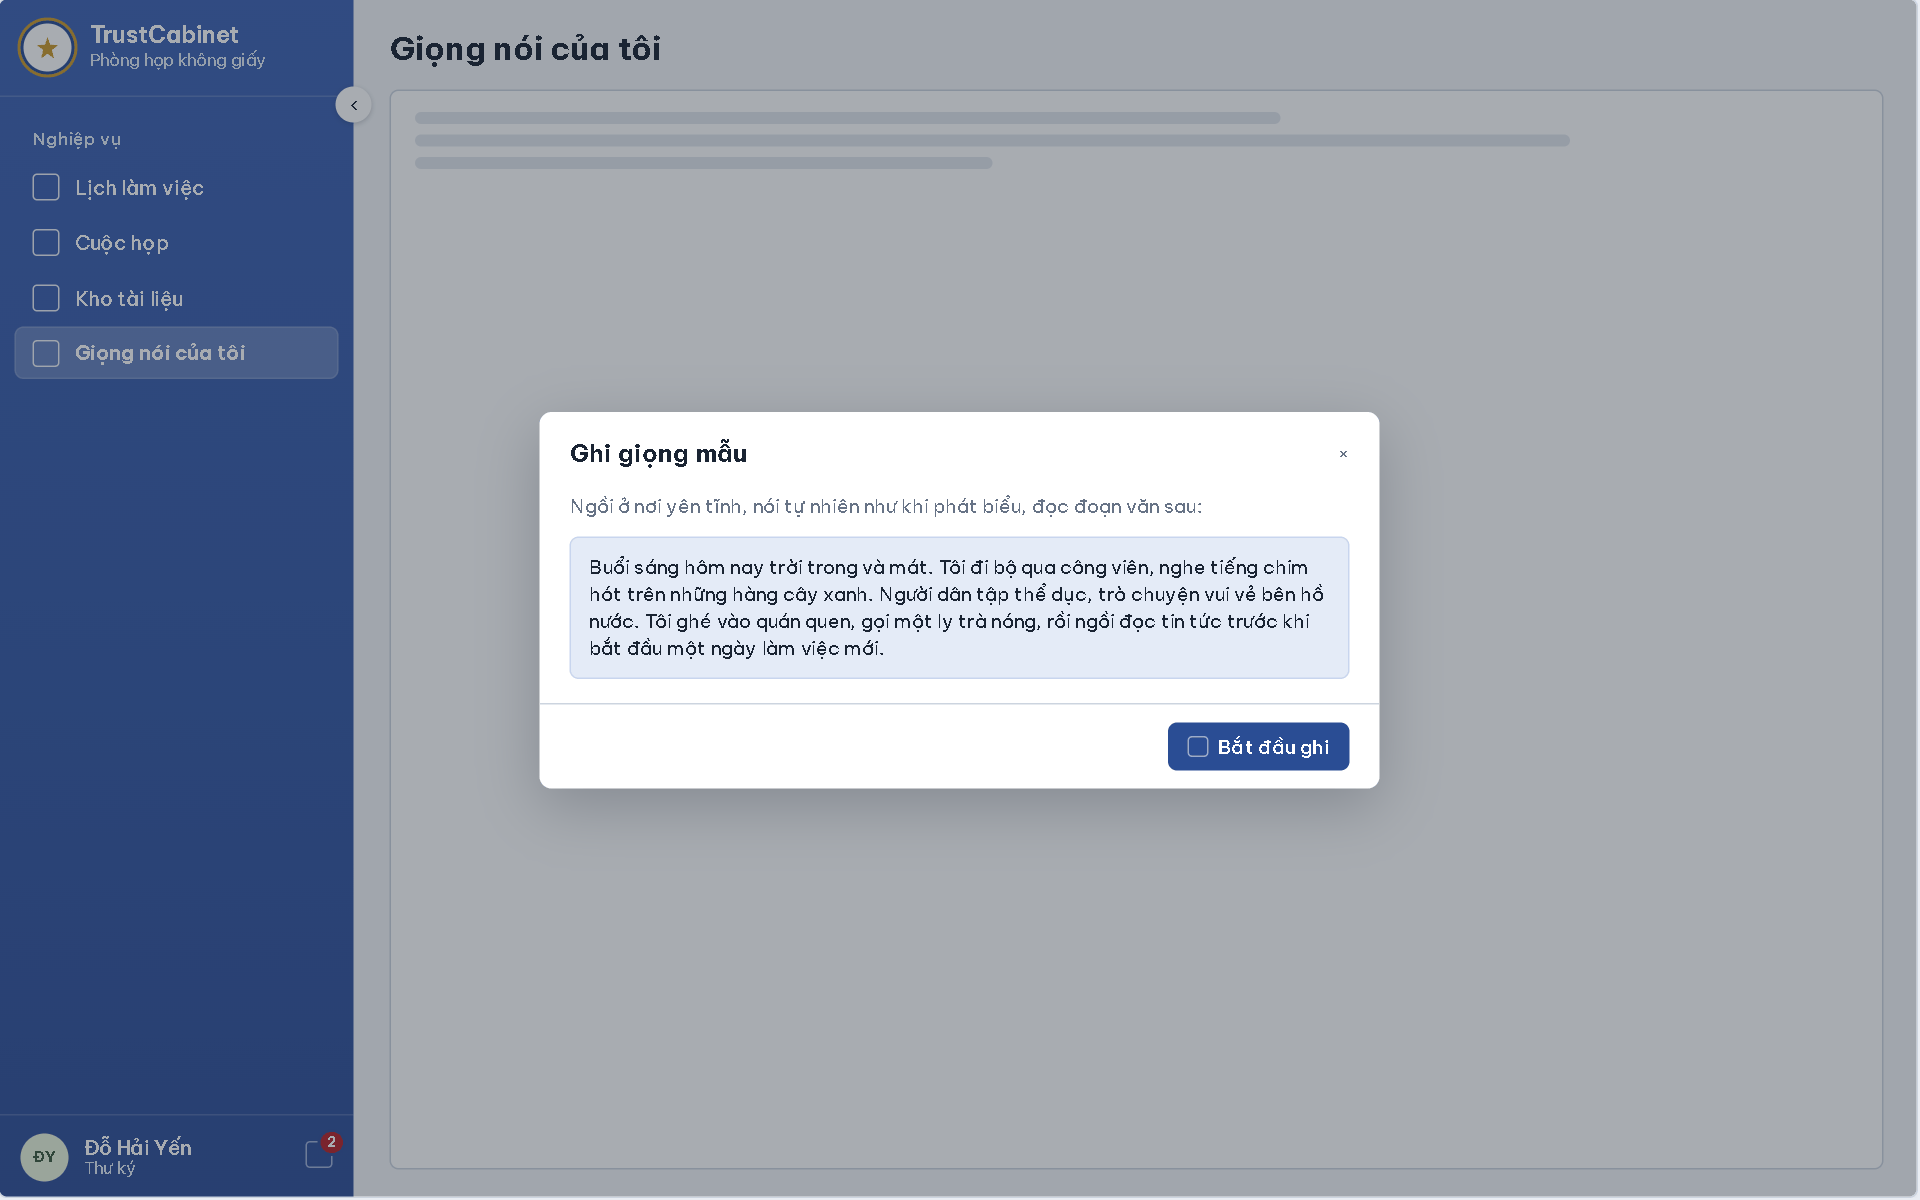 TrustCabinet
Phòng họp không giấy
Nghiệp vụ
Lịch làm việc
Cuộc họp
Kho tài liệu
Giọng nói của tôi
ĐY
Đỗ Hải Yến
Thư ký
2
Giọng nói của tôi
Ghi giọng mẫu
×
Ngồi ở nơi yên tĩnh, nói tự nhiên như khi phát biểu, đọc đoạn văn sau:
Buổi sáng hôm nay trời trong và mát. Tôi đi bộ qua công viên, nghe tiếng chim
hót trên những hàng cây xanh. Người dân tập thể dục, trò chuyện vui vẻ bên hồ
nước. Tôi ghé vào quán quen, gọi một ly trà nóng, rồi ngồi đọc tin tức trước khi
bắt đầu một ngày làm việc mới.
Bắt đầu ghi